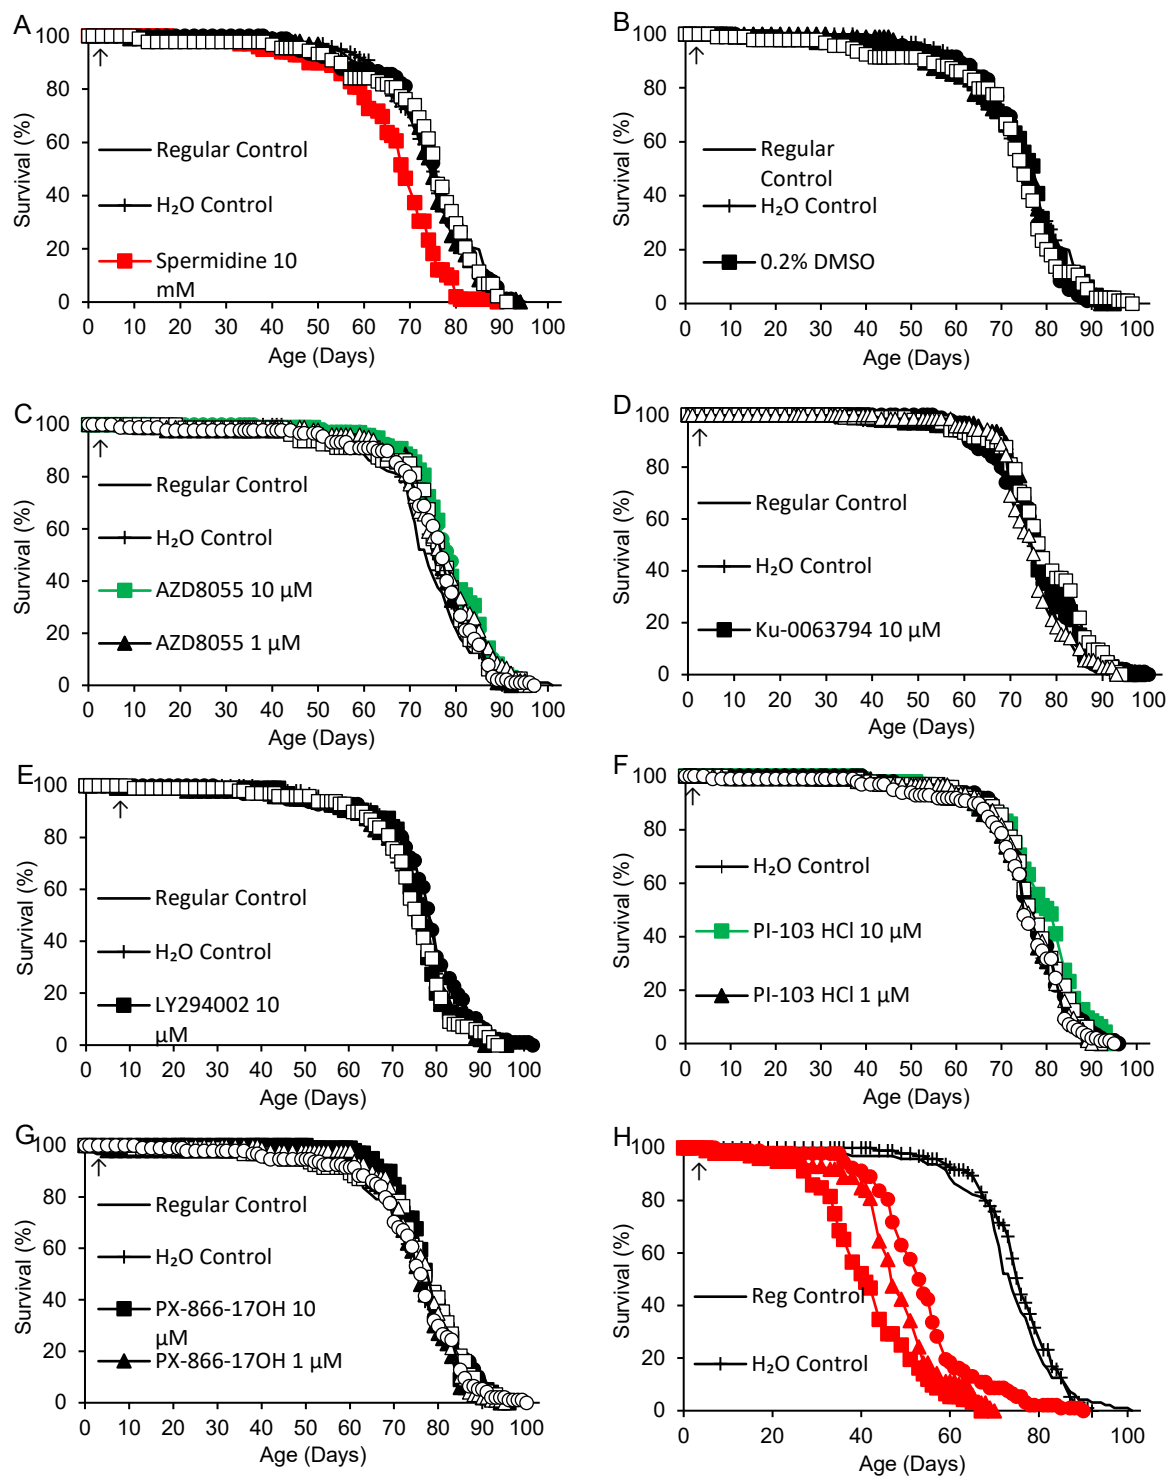 A
100
80
60
40
20
0
Survival (%)
Regular Control
H₂O Control
Spermidine 10
mM
0 10 20 30 40 50 60 70 80 90 100
Age (Days)
B
100
80
60
40
20
0
Survival (%)
Regular
Control
H₂O Control
0.2% DMSO
0 10 20 30 40 50 60 70 80 90 100
Age (Days)
C
100
80
60
40
20
0
Survival (%)
Regular Control
H₂O Control
AZD8055 10 µM
AZD8055 1 µM
0 10 20 30 40 50 60 70 80 90 100
Age (Days)
D
100
80
60
40
20
0
Survival (%)
Regular Control
H₂O Control
Ku-0063794 10 µM
0 10 20 30 40 50 60 70 80 90 100
Age (Days)
E
100
80
60
40
20
0
Survival (%)
Regular Control
H₂O Control
LY294002 10
µM
0 10 20 30 40 50 60 70 80 90 100
Age (Days)
F
100
80
60
40
20
0
Survival (%)
H₂O Control
PI-103 HCl 10 µM
PI-103 HCl 1 µM
0 10 20 30 40 50 60 70 80 90 100
Age (Days)
G
100
80
60
40
20
0
Survival (%)
Regular Control
H₂O Control
PX-866-17OH 10
µM
PX-866-17OH 1 µM
0 10 20 30 40 50 60 70 80 90 100
Age (Days)
H
100
80
60
40
20
0
Survival (%)
Reg Control
H₂O Control
0 20 40 60 80 100
Age (Days)